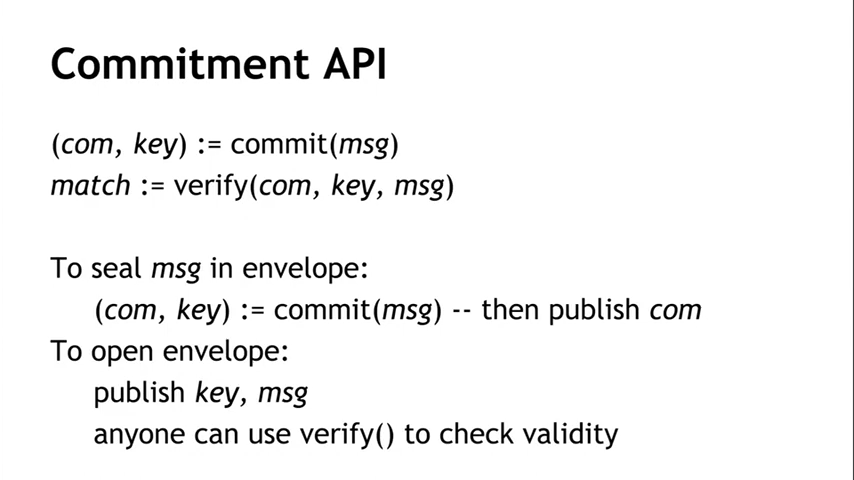 Commitment API
(com, key) := commit(msg)
match := verify(com, key, msg)
To seal msg in envelope:
(com, key) := commit(msg) -- then publish com
To open envelope:
publish key, msg
anyone can use verify() to check validity